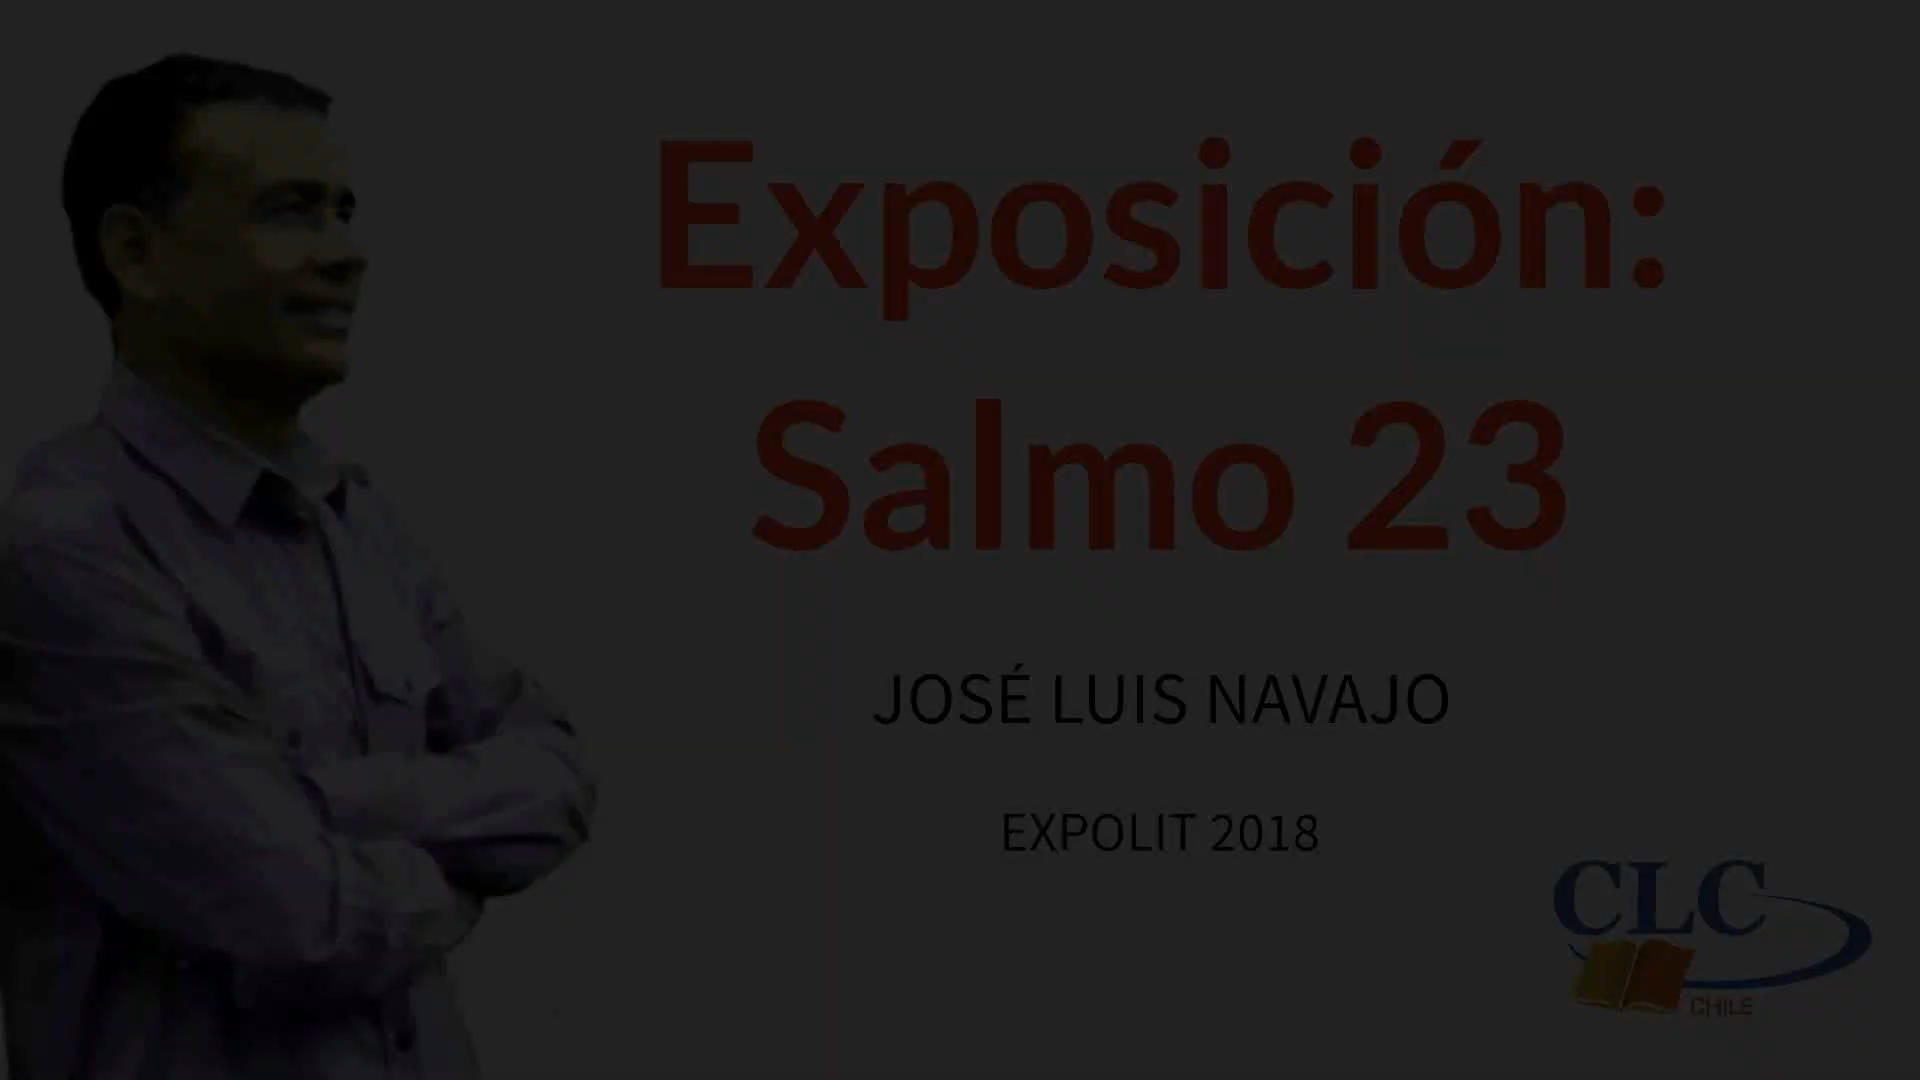 Exposición:
Salmo 23
JOSÉ LUIS NAVAJO
EXPOLIT 2018
CLC
CHILE